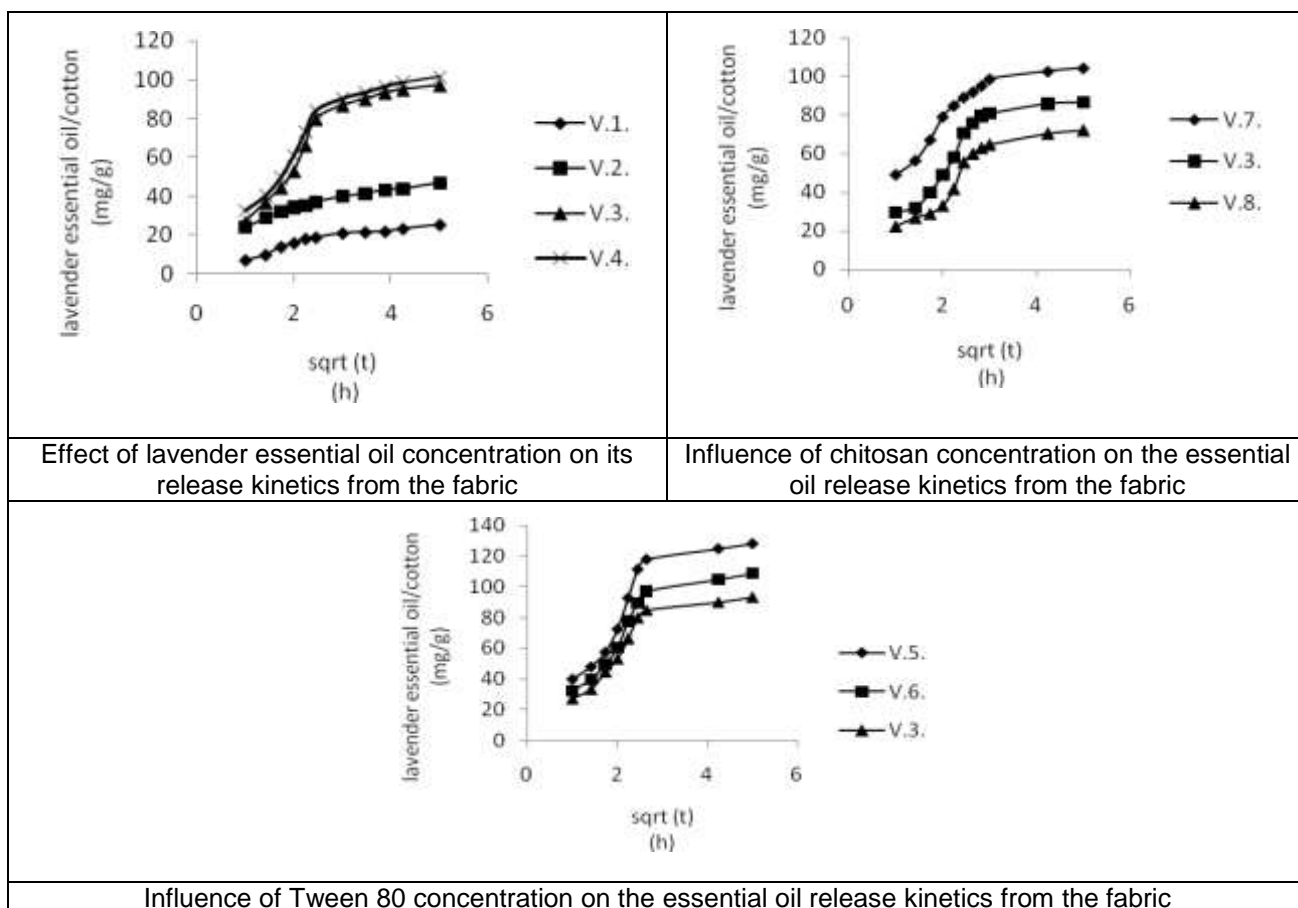 120
100
80
60
40
20
0
lavender essential oil/cotton
(mg/g)
0 2 4 6
sqrt (t)
(h)
V.1.
V.2.
V.3.
V.4.
Effect of lavender essential oil concentration on its
release kinetics from the fabric
120
100
80
60
40
20
0
lavender essential oil/cotton
(mg/g)
0 2 4 6
sqrt (t)
(h)
V.7.
V.3.
V.8.
Influence of chitosan concentration on the essential
oil release kinetics from the fabric
140
120
100
80
60
40
20
0
lavender essential oil/cotton
(mg/g)
0 2 4 6
sqrt (t)
(h)
V.5.
V.6.
V.3.
Influence of Tween 80 concentration on the essential oil release kinetics from the fabric